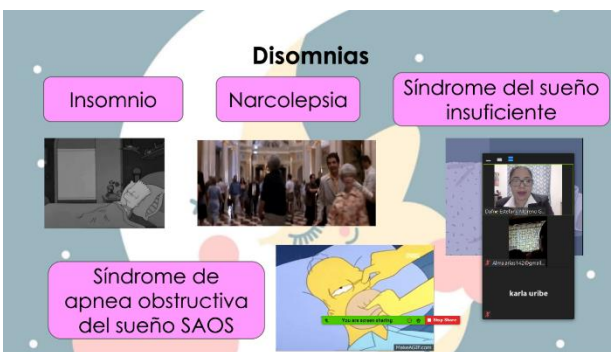 Disomnias
Insomnio
Narcolepsia
Síndrome del sueño
insuficiente
Síndrome de
apnea obstructiva
del sueño SAOS
You are screen sharing
Stop Share
karla uribe